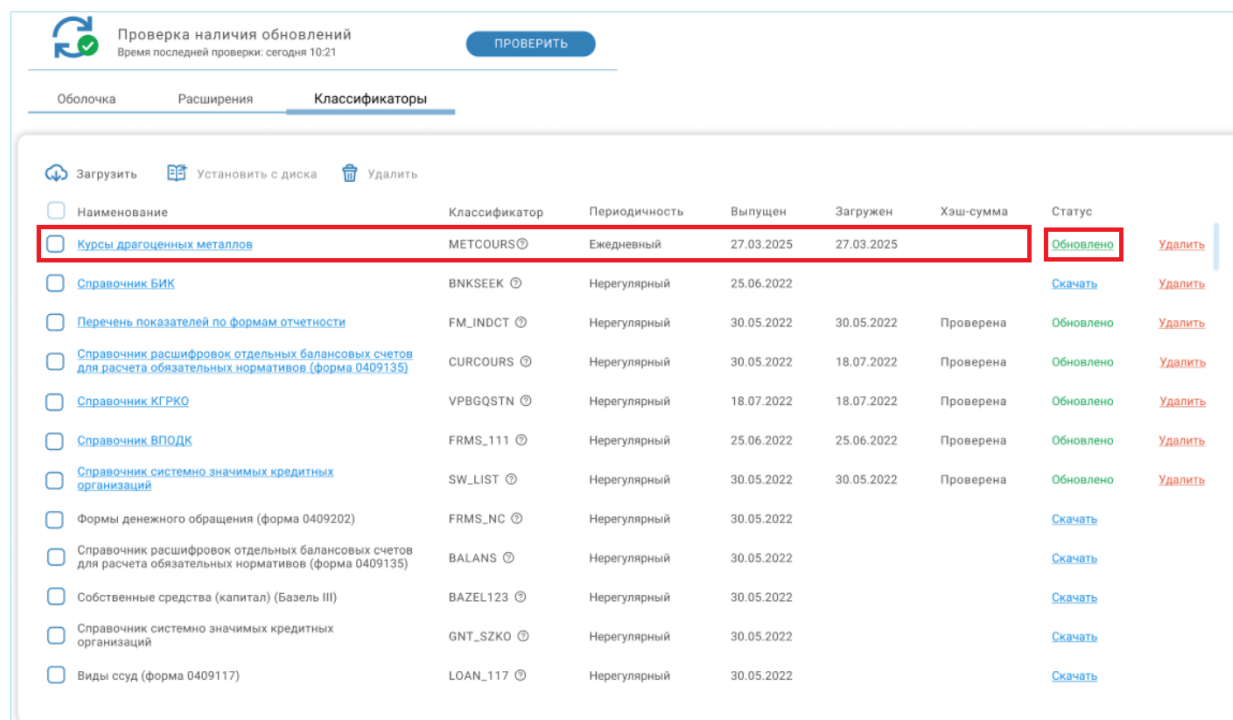 Проверка наличия обновлений
Время последней проверки: сегодня 10:21
ПРОВЕРИТЬ
Оболочка Расширения Классификаторы
Загрузить Установить с диска Удалить
Наименование Классификатор Периодичность Выпущен Загружен Хэш-сумма Статус
Курсы драгоценных металлов METCOURS Ежедневный 27.03.2025 27.03.2025 Обновлено Удалить
Справочник БИК BNKSEEK Нерегулярный 25.06.2022 Скачать Удалить
Перечень показателей по формам отчетности FM_INDCT Нерегулярный 30.05.2022 30.05.2022 Проверена Обновлено Удалить
Справочник расшифровок отдельных балансовых счетов
для расчета обязательных нормативов (форма 0409135) CURCOURS Нерегулярный 30.05.2022 18.07.2022 Проверена Обновлено Удалить
Справочник КГРКО VPBGQSTN Нерегулярный 18.07.2022 18.07.2022 Проверена Обновлено Удалить
Справочник ВПОДК FRMS_111 Нерегулярный 25.06.2022 25.06.2022 Проверена Обновлено Удалить
Справочник системно значимых кредитных
организаций SW_LIST Нерегулярный 30.05.2022 30.05.2022 Проверена Обновлено Удалить
Формы денежного обращения (форма 0409202) FRMS_NC Нерегулярный 30.05.2022 Скачать
Справочник расшифровок отдельных балансовых счетов
для расчета обязательных нормативов (форма 0409135) BALANS Нерегулярный 30.05.2022 Скачать
Собственные средства (капитал) (Базель III) BAZEL123 Нерегулярный 30.05.2022 Скачать
Справочник системно значимых кредитных
организаций GNT_SZKO Нерегулярный 30.05.2022 Скачать
Виды ссуд (форма 0409117) LOAN_117 Нерегулярный 30.05.2022 Скачать